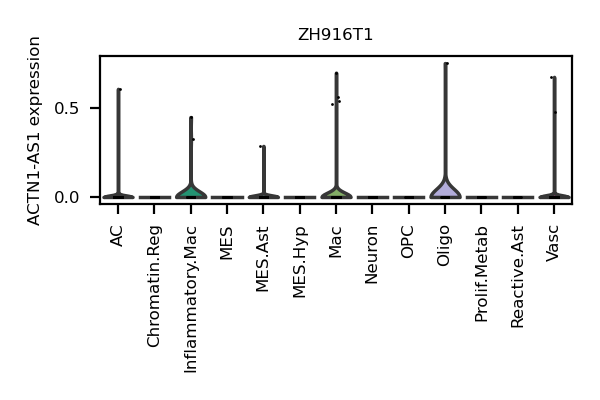 ZH916T1
ACTN1-AS1 expression
0.5
0.0
AC
Chromatin.Reg
Inflammatory.Mac
MES
MES.Ast
MES.Hyp
Mac
Neuron
OPC
Oligo
Prolif.Metab
Reactive.Ast
Vasc